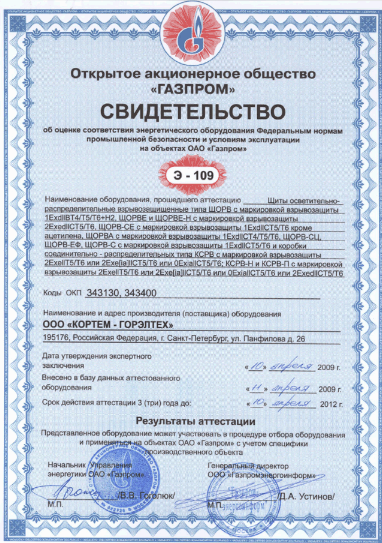 Открытое акционерное общество
«ГАЗПРОМ»
СВИДЕТЕЛЬСТВО
об оценке соответствия энергетического оборудования Федеральным нормам
промышленной безопасности и условиям эксплуатации
на объектах ОАО «Газпром»
Э - 109
Наименование оборудования, прошедшего аттестацию Щиты осветительно-
распределительные взрывозащищенные типа ЩОРВ с маркировкой взрывозащиты
1ExdIIBT4/T5/T6+H2, ЩОРВЕ и ЩОРВЕ-Н с маркировкой взрывозащиты
2ExedIICT5/T6, ЩОРВ-СЕ с маркировкой взрывозащиты 1ExdIICT5/T6 кроме
ацетилена, ЩОРВА с маркировкой взрывозащиты 1ExdIICT4/T5/T6, ЩОРВ-СЦ,
ЩОРВ-ЕФ, ЩОРВ-С с маркировкой взрывозащиты 1ExdIICT5/T6 и коробки
соединительно - распределительных типа КСРВ с маркировкой взрывозащиты
2ExeIIT5/T6 или 2Exe[ia]IICT5/T6 или 0ExiaIICT5/T6; КСРВ-Н и КСРВ-П с маркировкой
взрывозащиты 2ExeIIT5/T6 или 2Exe[ia]IICT5/T6 или 0ExiaIICT5/T6 или 2ExedIICT5/T6
Коды ОКП 343130, 343400
Наименование и адрес производителя (поставщика) оборудования
ООО «КОРТЕМ - ГОРЭЛТЕХ»
195176, Российская Федерация, г. Санкт-Петербург, ул. Панфилова д. 26
Дата утверждения экспертного
заключения « 10 » апреля 2009 г.
Внесено в базу данных аттестованного
оборудования « 11 » апреля 2009 г.
Срок действия аттестации 3 (три) года до: « 10 » апреля 2012 г.
Результаты аттестации
Представленное оборудование может участвовать в процедуре отбора оборудования
и применяться на объектах ОАО «Газпром» с учетом специфики
производственного объекта
Начальник Управления
энергетики ОАО «Газпром»
Генеральный директор
ООО «Газпромэнергоинформ»
/В.В. Гоголюк/
М.П.
/Д.А. Устинов/
М.П.